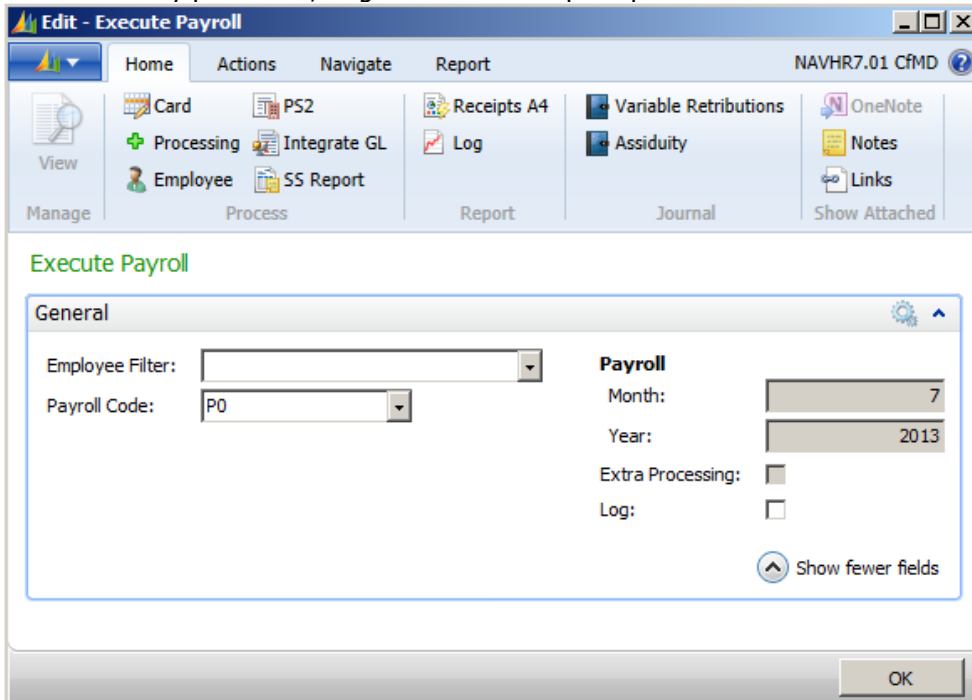 Edit - Execute Payroll
Home Actions Navigate Report NAVHR7.01 CfMD
Card PS2 Receipts A4 Variable Retributions OneNote
View Processing Integrate GL Log Assiduity Notes
Employee SS Report Links
Manage Process Report Journal Show Attached
Execute Payroll
General
Employee Filter: Payroll
Payroll Code: P0 Month: 7
Year: 2013
Extra Processing:
Log:
Show fewer fields
OK